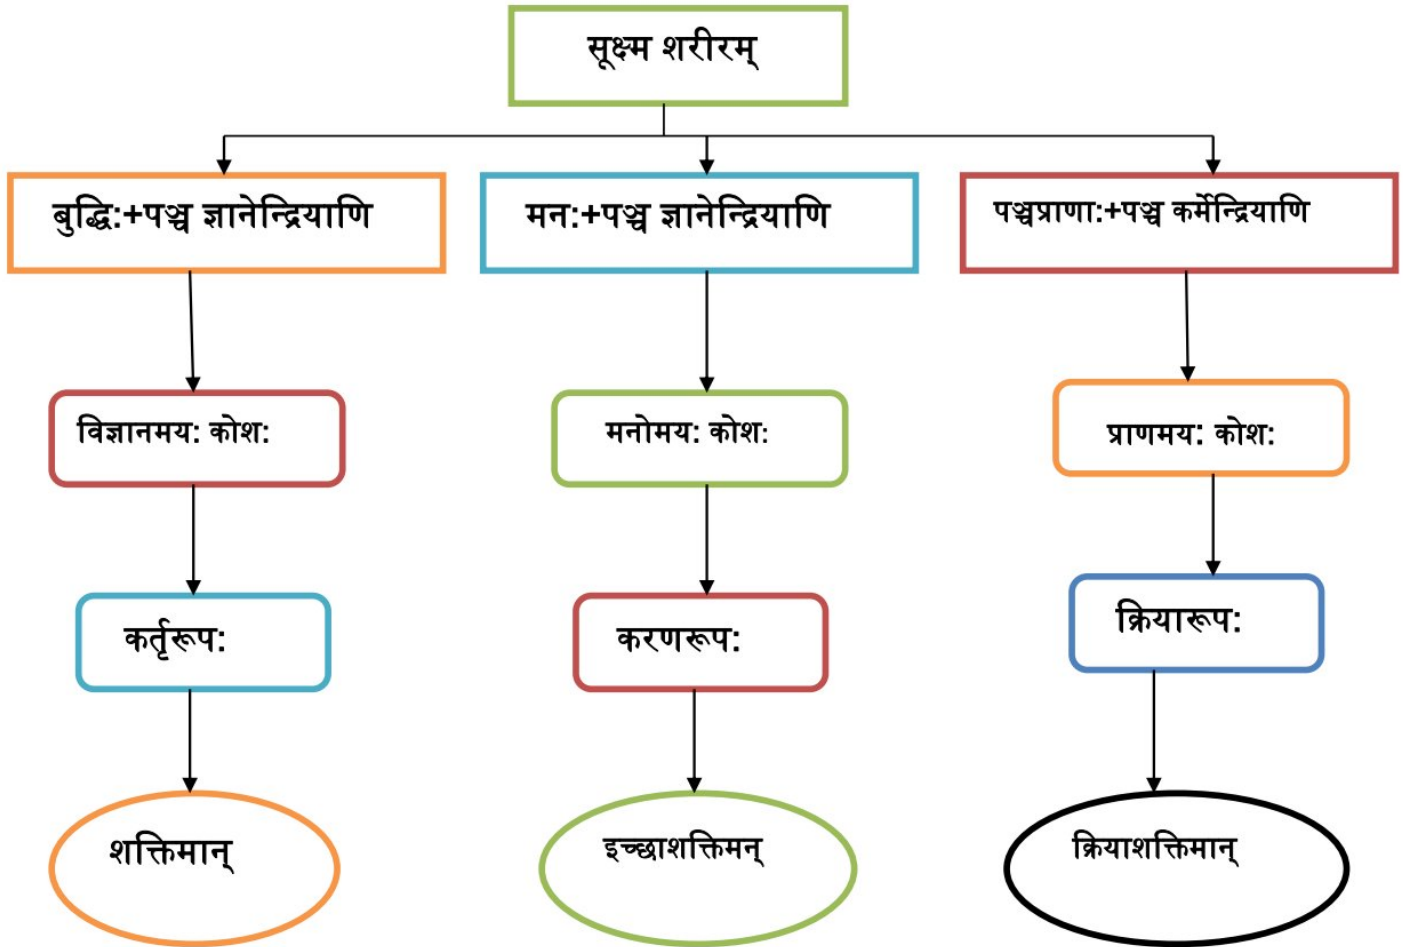 सूक्ष्म शरीरम्
बुद्धि:+पञ्च ज्ञानेन्द्रियाणि
मन:+पञ्च ज्ञानेन्द्रियाणि
पञ्चप्राणा:+पञ्च कर्मेन्द्रियाणि
विज्ञानमय: कोश:
मनोमय: कोश:
प्राणमय: कोश:
कर्तृरूप:
करणरूप:
क्रियारूप:
शक्तिमान्
इच्छाशक्तिमन्
क्रियाशक्तिमान्